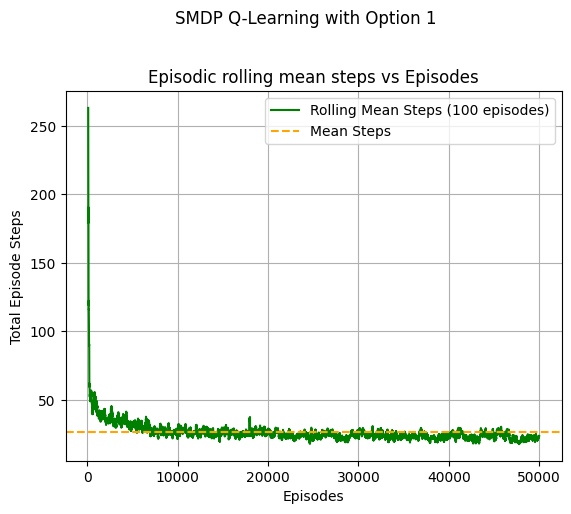 SMDP Q-Learning with Option 1
Episodic rolling mean steps vs Episodes
Rolling Mean Steps (100 episodes)
Mean Steps
Total Episode Steps
250
200
150
100
50
0
10000
20000
30000
40000
50000
Episodes